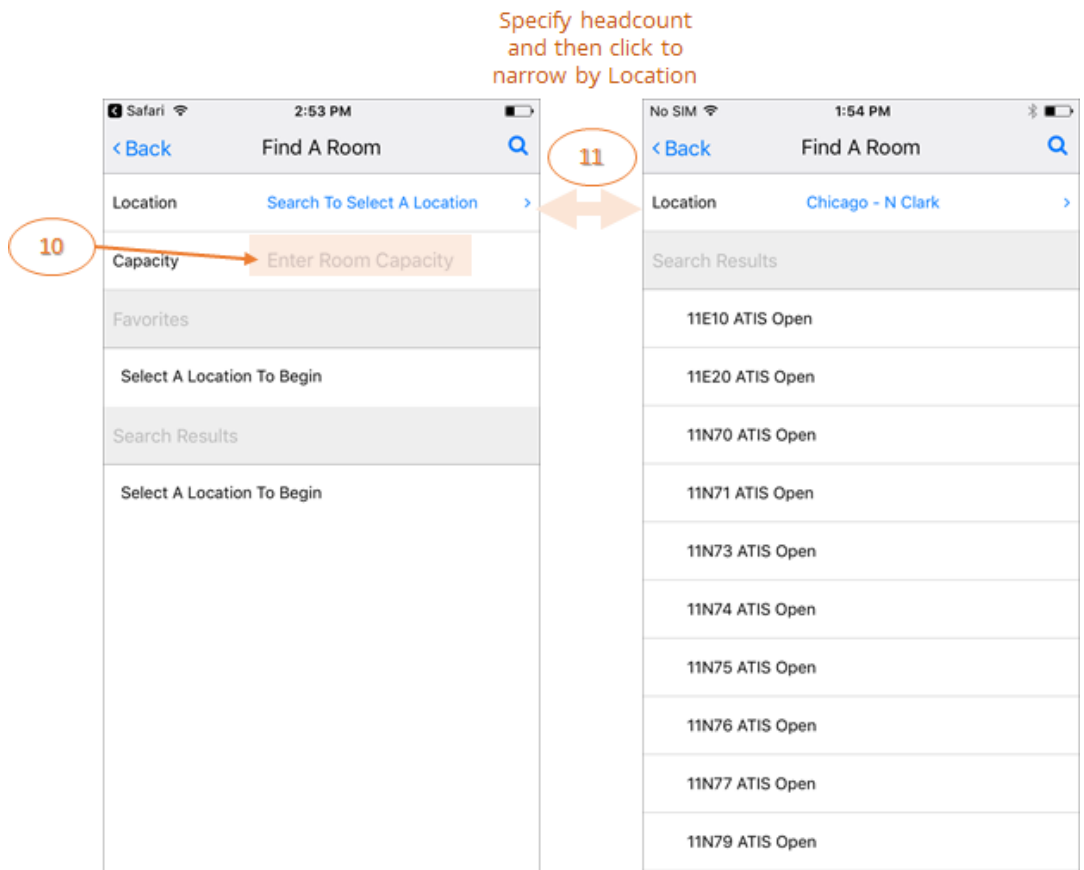 Specify headcount
and then click to
narrow by Location
Safari
2:53 PM
Back
Find A Room
Location
Search To Select A Location
10
Capacity
Enter Room Capacity
Favorites
Select A Location To Begin
Search Results
Select A Location To Begin
11
No SIM
1:54 PM
Back
Find A Room
Location
Chicago - N Clark
Search Results
11E10 ATIS Open
11E20 ATIS Open
11N70 ATIS Open
11N71 ATIS Open
11N73 ATIS Open
11N74 ATIS Open
11N75 ATIS Open
11N76 ATIS Open
11N77 ATIS Open
11N79 ATIS Open